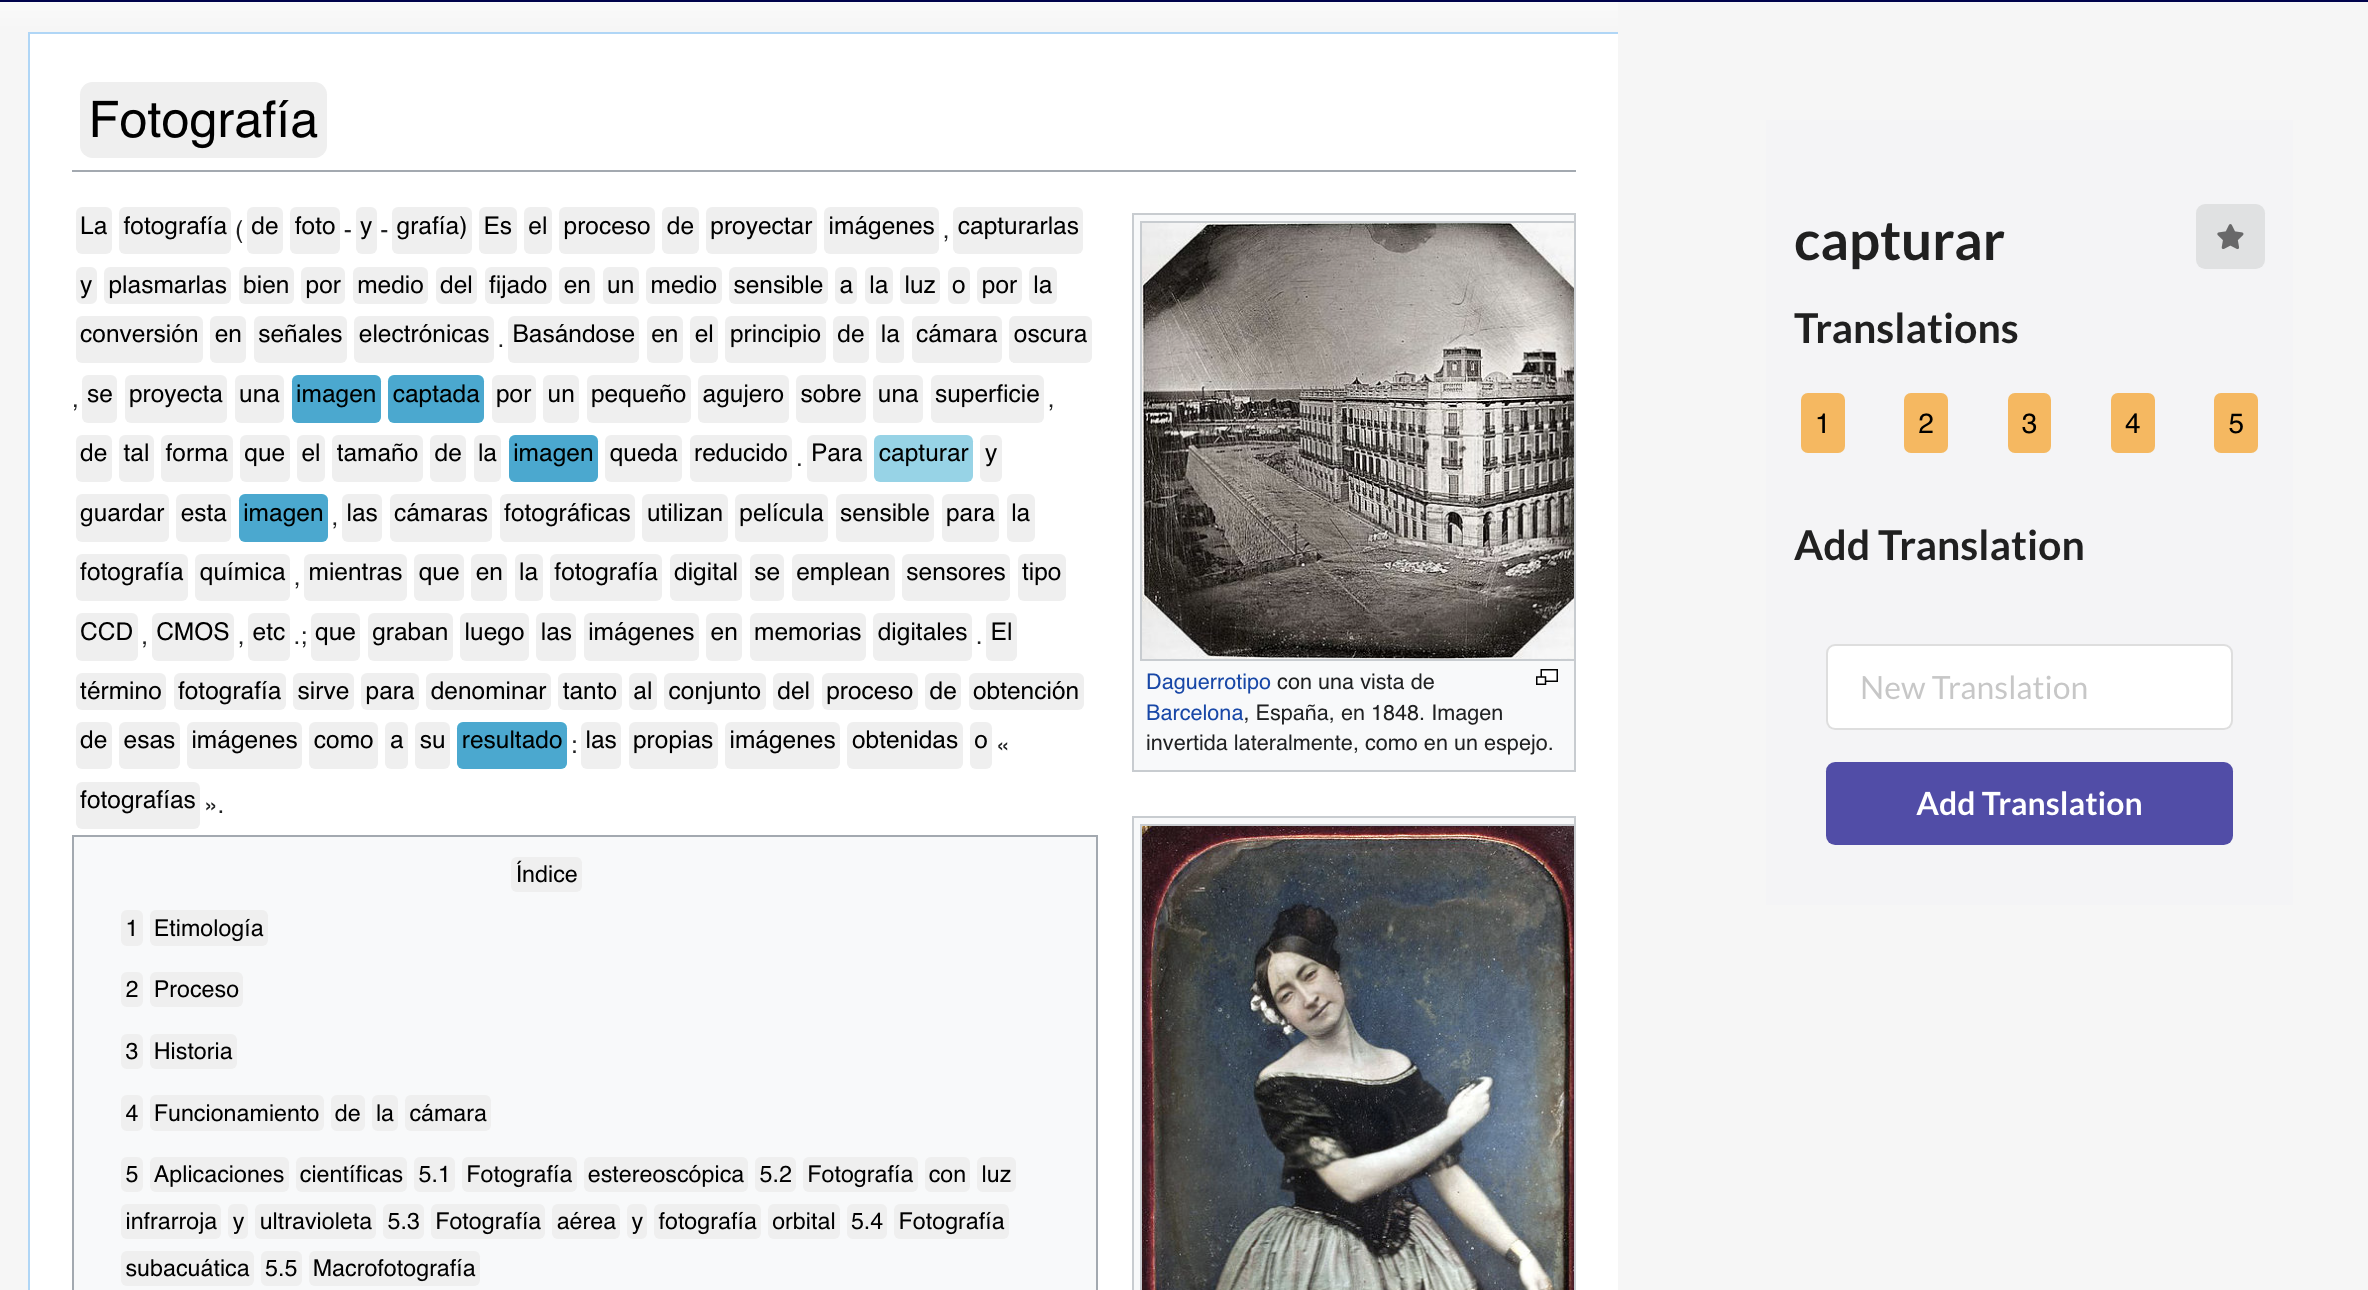 Fotografía
La fotografía ( de foto - y - grafía) Es el proceso de proyectar imágenes , capturarlas
y plasmarlas bien por medio del fijado en un medio sensible a la luz o por la
conversión en señales electrónicas . Basándose en el principio de la cámara oscura
, se proyecta una imagen captada por un pequeño agujero sobre una superficie ,
de tal forma que el tamaño de la imagen queda reducido . Para capturar y
guardar esta imagen , las cámaras fotográficas utilizan película sensible para la
fotografía química , mientras que en la fotografía digital se emplean sensores tipo
CCD , CMOS , etc .; que graban luego las imágenes en memorias digitales . El
término fotografía sirve para denominar tanto al conjunto del proceso de obtención
de esas imágenes como a su resultado : las propias imágenes obtenidas o «
fotografías ».
Índice
1 Etimología
2 Proceso
3 Historia
4 Funcionamiento de la cámara
5 Aplicaciones científicas 5.1 Fotografía estereoscópica 5.2 Fotografía con luz
infrarroja y ultravioleta 5.3 Fotografía aérea y fotografía orbital 5.4 Fotografía
subacuática 5.5 Macrofotografía
Daguerrotipo con una vista de
Barcelona, España, en 1848. Imagen
invertida lateralmente, como en un espejo.
capturar
Translations
1 2 3 4 5
Add Translation
New Translation
Add Translation